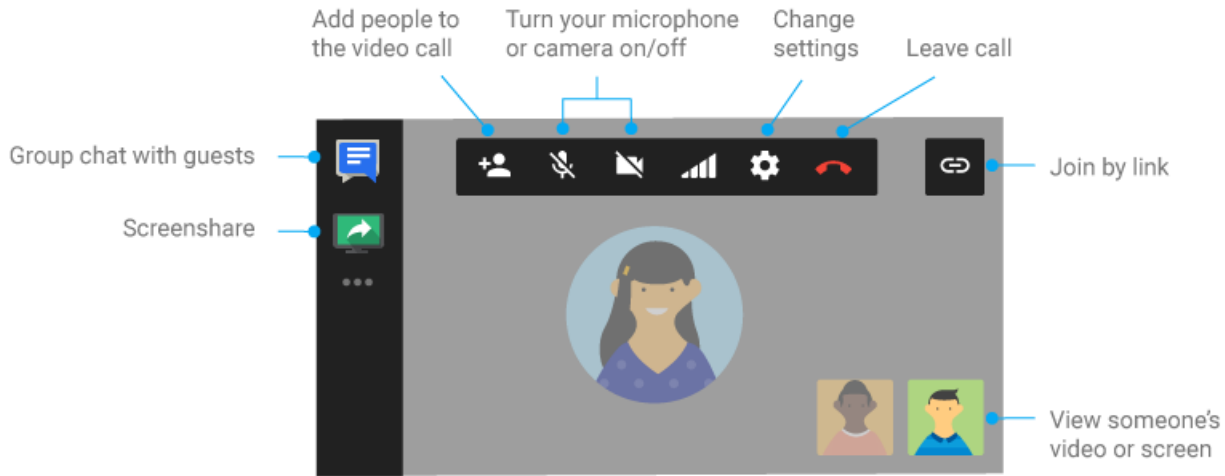 Add people to
the video call
Turn your microphone
or camera on/off
Change
settings
Leave call
Group chat with guests
Screenshare
Join by link
View someone's
video or screen